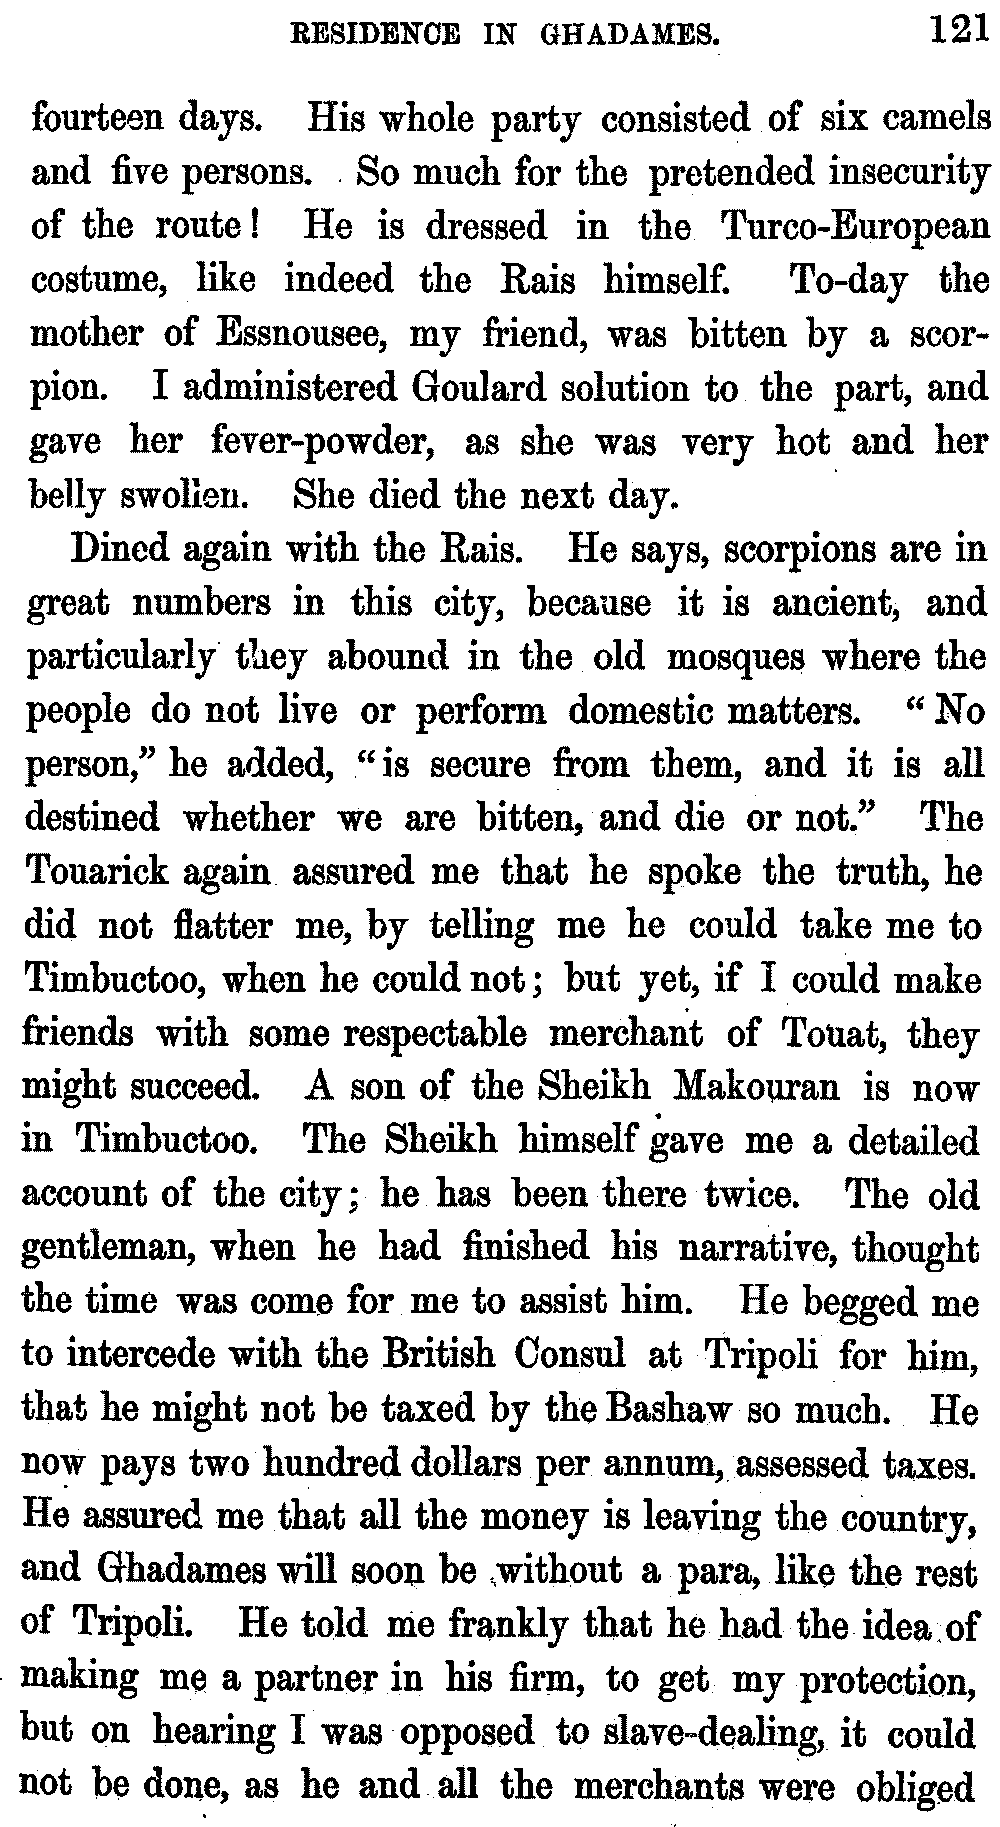 RESIDENCE IN GHADAMES. 121
fourteen days. His whole party consisted of six camels
and five persons. So much for the pretended insecurity
of the route! He is dressed in the Turco-European
costume, like indeed the Rais himself. To-day the
mother of Essnousee, my friend, was bitten by a scor-
pion. I administered Goulard solution to the part, and
gave her fever-powder, as she was very hot and her
belly swollen. She died the next day.
Dined again with the Rais. He says, scorpions are in
great numbers in this city, because it is ancient, and
particularly they abound in the old mosques where the
people do not live or perform domestic matters. “No
person,” he added, “is secure from them, and it is all
destined whether we are bitten, and die or not.” The
Touarick again assured me that he spoke the truth, he
did not flatter me, by telling me he could take me to
Timbuctoo, when he could not; but yet, if I could make
friends with some respectable merchant of Touat, they
might succeed. A son of the Sheikh Makouran is now
in Timbuctoo. The Sheikh himself gave me a detailed
account of the city; he has been there twice. The old
gentleman, when he had finished his narrative, thought
the time was come for me to assist him. He begged me
to intercede with the British Consul at Tripoli for him,
that he might not be taxed by the Bashaw so much. He
now pays two hundred dollars per annum, assessed taxes.
He assured me that all the money is leaving the country,
and Ghadames will soon be without a para, like the rest
of Tripoli. He told me frankly that he had the idea of
making me a partner in his firm, to get my protection,
but on hearing I was opposed to slave-dealing, it could
not be done, as he and all the merchants were obliged